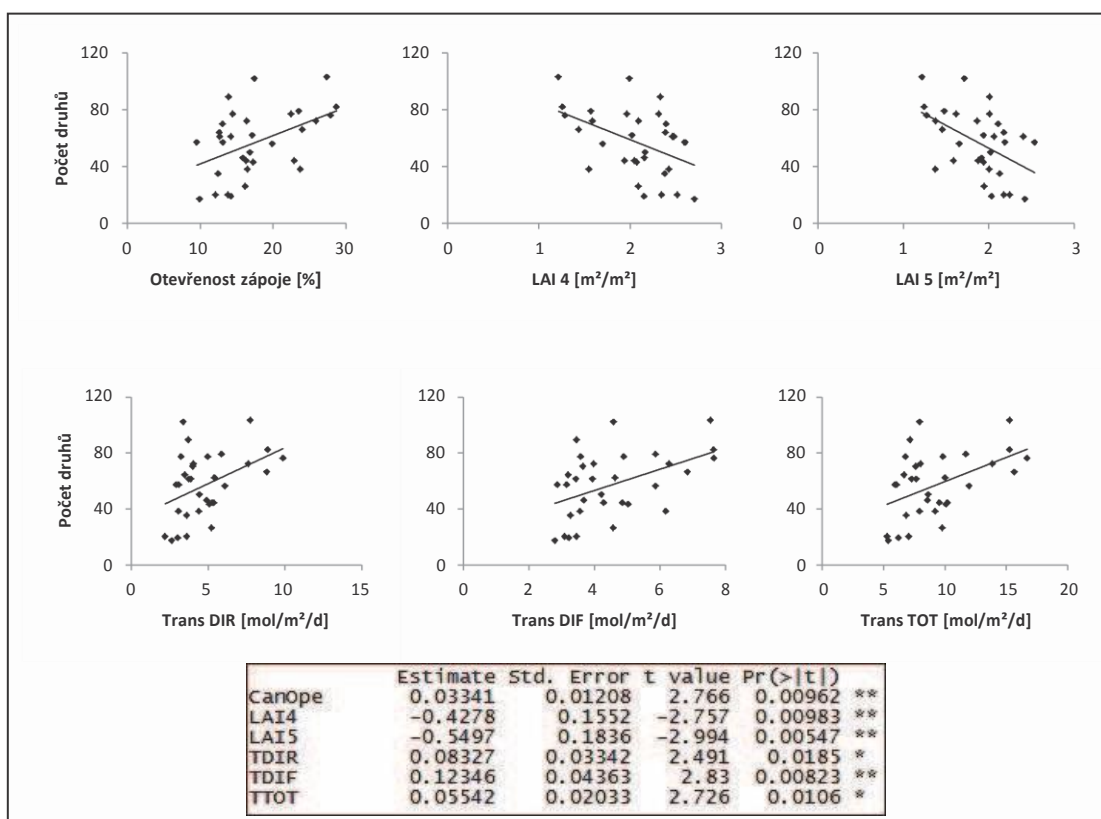 120
80
40
0
Počet druhů
0 10 20 30
Otevřenost zápoje [%]
120
80
40
0
0 1 2 3
LAI 4 [m²/m²]
120
80
40
0
0 1 2 3
LAI 5 [m²/m²]
120
80
40
0
Počet druhů
0 5 10 15
Trans DIR [mol/m²/d]
120
80
40
0
0 2 4 6 8
Trans DIF [mol/m²/d]
120
80
40
0
0 5 10 15 20
Trans TOT [mol/m²/d]
Estimate Std. Error t value Pr(>|t|)
CanOpe 0.03341 0.01208 2.766 0.00962 **
LAI4 -0.4278 0.1552 -2.757 0.00983 **
LAI5 -0.5497 0.1836 -2.994 0.00547 **
TDIR 0.08327 0.03342 2.491 0.0185 *
TDIF 0.12346 0.04363 2.83 0.00823 **
TTOT 0.05542 0.02033 2.726 0.0106 *